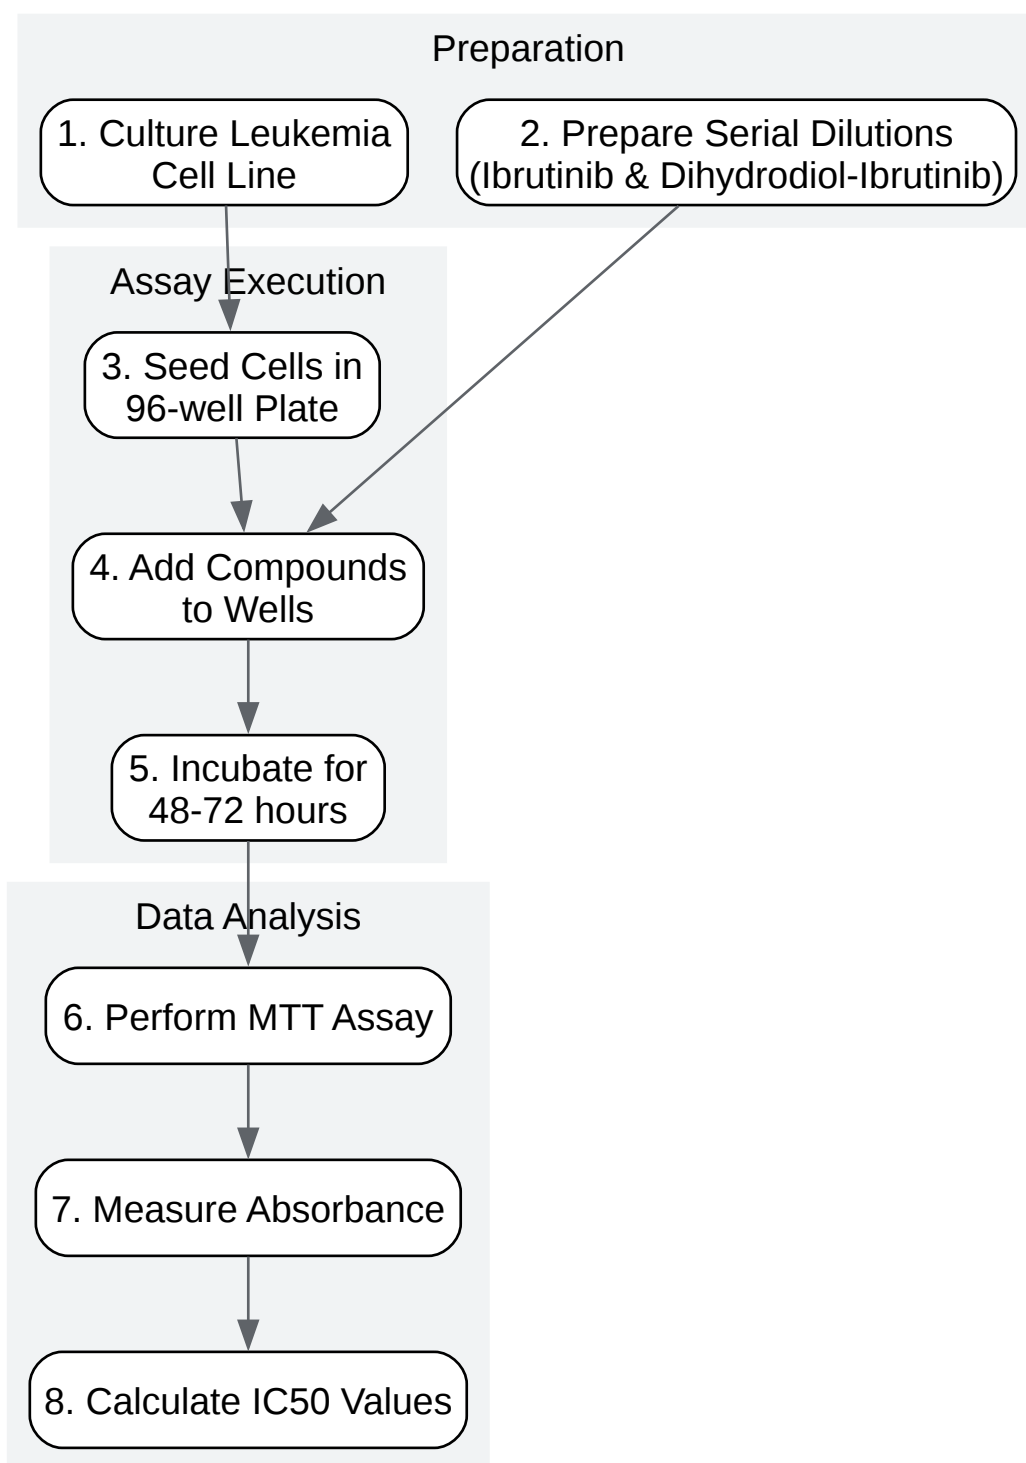 Preparation
1. Culture Leukemia
Cell Line
2. Prepare Serial Dilutions
(Ibrutinib & Dihydrodiol-Ibrutinib)
Assay Execution
3. Seed Cells in
96-well Plate
4. Add Compounds
to Wells
5. Incubate for
48-72 hours
Data Analysis
6. Perform MTT Assay
7. Measure Absorbance
8. Calculate IC50 Values